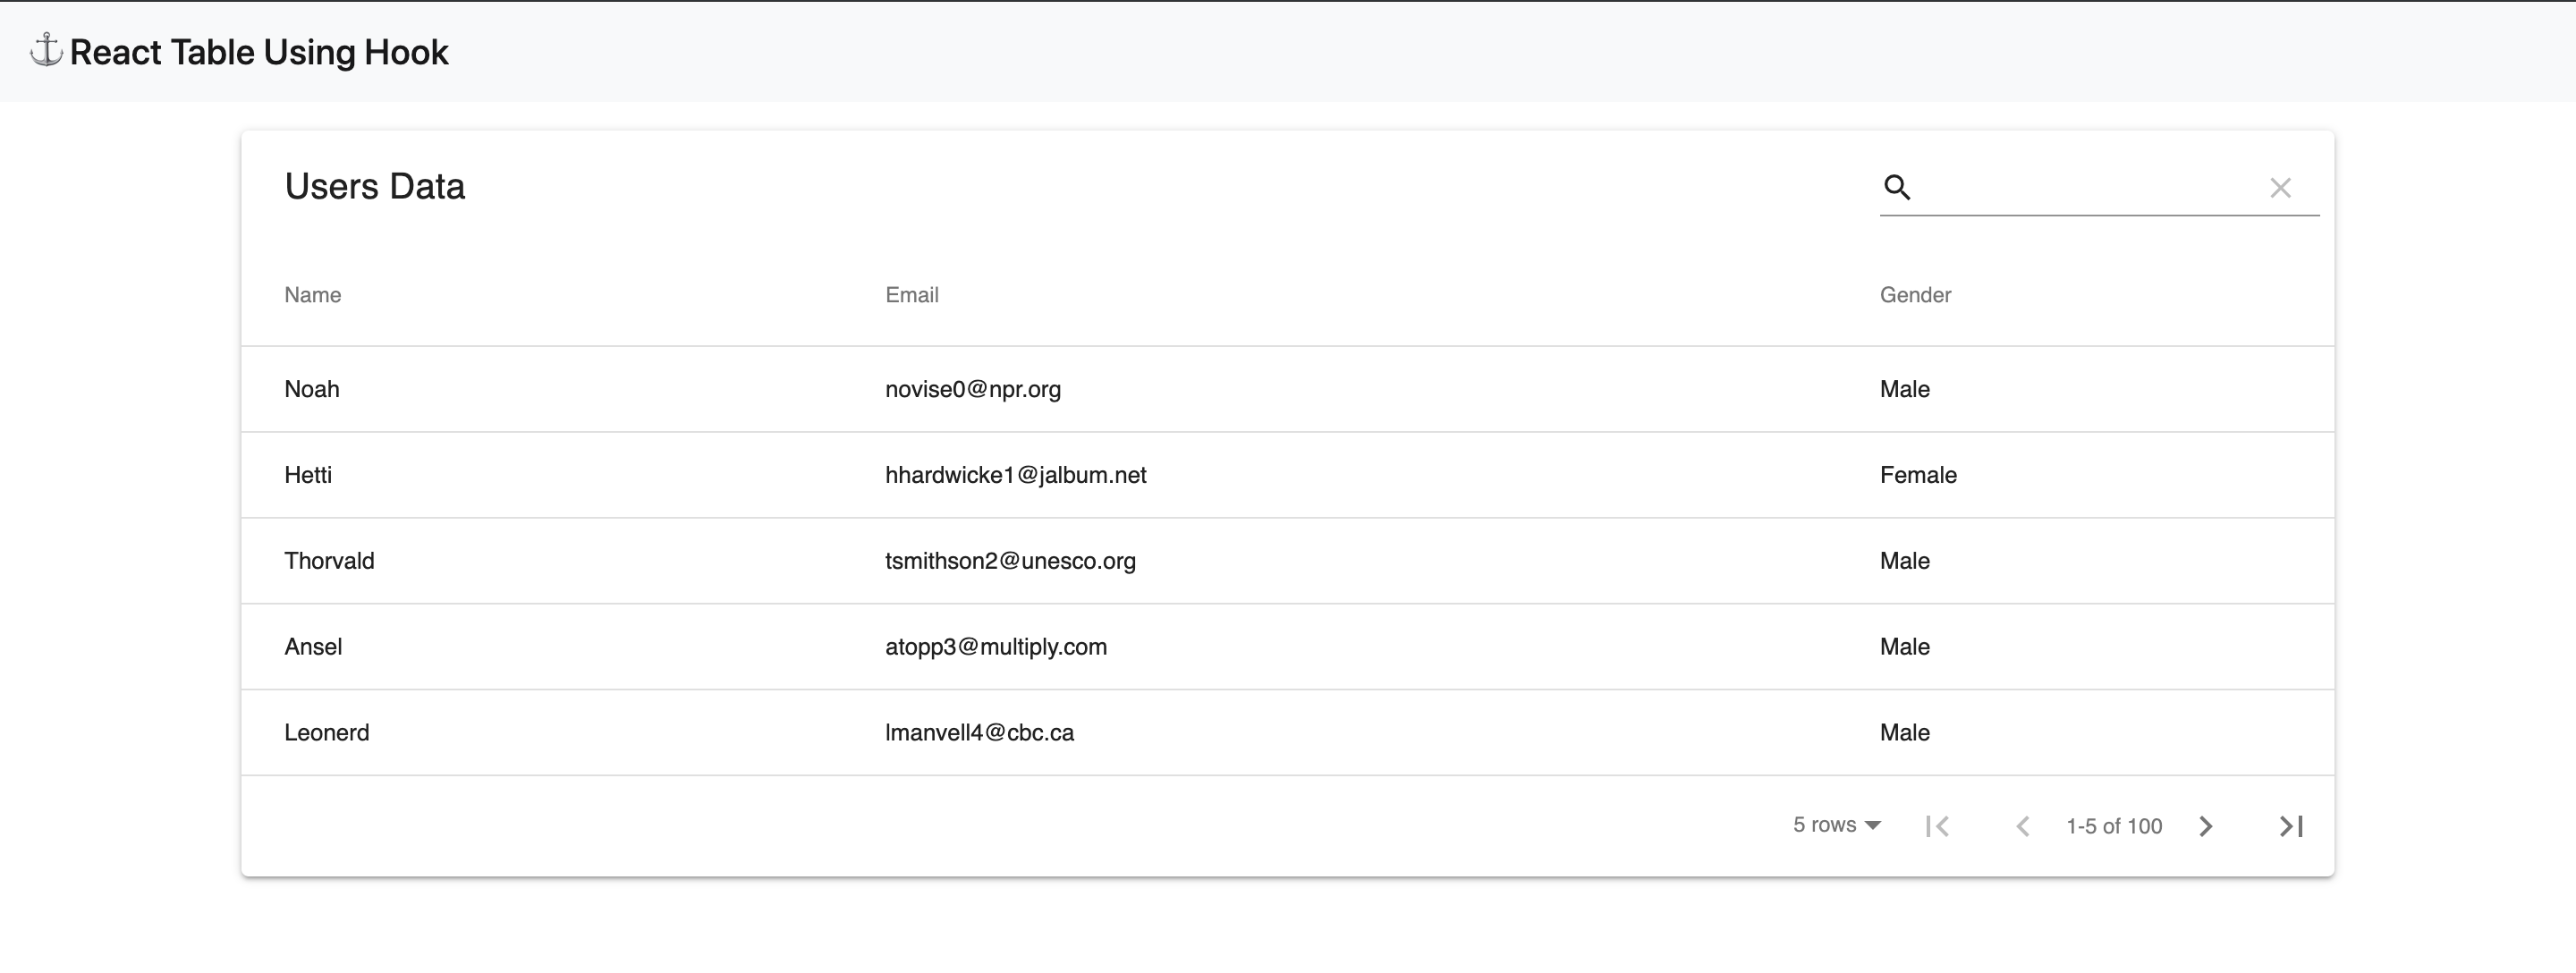 ⚓ React Table Using Hook
Users Data
Name Email Gender
Noah novise0@npr.org Male
Hetti hhardwicke1@jalbum.net Female
Thorvald tsmithson2@unesco.org Male
Ansel atopp3@multiply.com Male
Leonerd lmanvell4@cbc.ca Male
5 rows 1-5 of 100